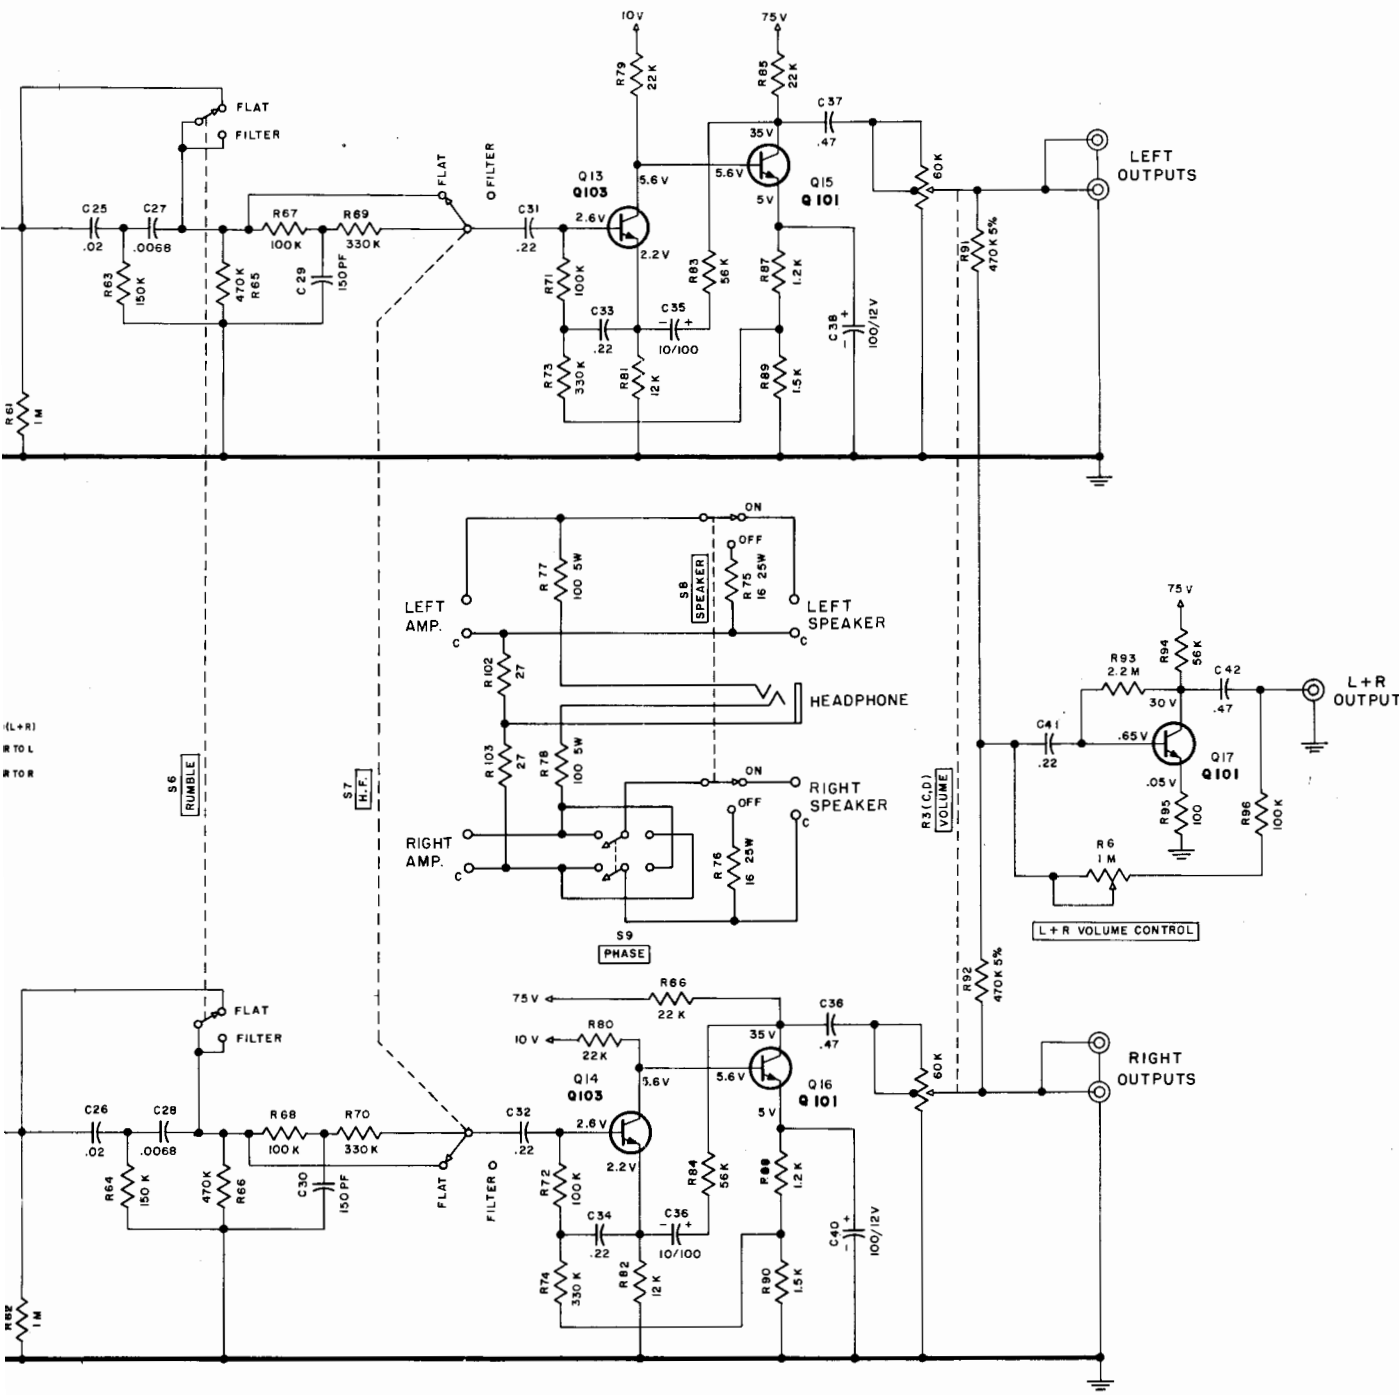 10V
75V
R79
22K
R85
22K
FLAT
FILTER
C37
.47
35V
60K
LEFT
OUTPUTS
FLAT
FILTER
Q13
Q103
5.6V
5.6V
Q15
Q101
5V
C25
.02
C27
.0068
R67
100K
R69
330K
C31
.22
2.6V
2.2V
R63
150K
470K
R65
C29
150PF
R71
100K
R83
56K
R87
1.2K
R91
470K 5%
C33
.22
C35
- +
10/100
C38
+
-
100/12V
R73
330K
R81
12K
R89
1.5K
R61
1M
ON
OFF
R77
100 5W
S8
SPEAKER
R75
16 25W
LEFT
AMP.
C
LEFT
SPEAKER
C
R102
27
HEADPHONE
R103
27
R78
100 5W
ON
OFF
RIGHT
SPEAKER
C
RIGHT
AMP.
C
R76
16 25W
S9
PHASE
(L+R)
R TO L
R TO R
S6
RUMBLE
S7
H.F.
R3(C,D)
VOLUME
75V
R94
56K
R93
2.2M
C42
.47
L+R
OUTPUT
30V
C41
.22
.65V
Q17
Q101
.05V
R95
100
R96
100K
R6
1M
L+R VOLUME CONTROL
R92
470K 5%
75V
R66
22K
10V
R80
22K
FLAT
FILTER
35V
C36
.47
60K
RIGHT
OUTPUTS
Q14
Q103
5.6V
5.6V
Q16
Q101
5V
C26
.02
C28
.0068
R68
100K
R70
330K
C32
.22
2.6V
2.2V
FLAT
FILTER
R64
150K
470K
R66
C30
150PF
R72
100K
R84
56K
1.2K
C34
.22
C36
- +
10/100
C40
+
-
100/12V
R74
330K
R82
12K
R90
1.5K
R62
1M